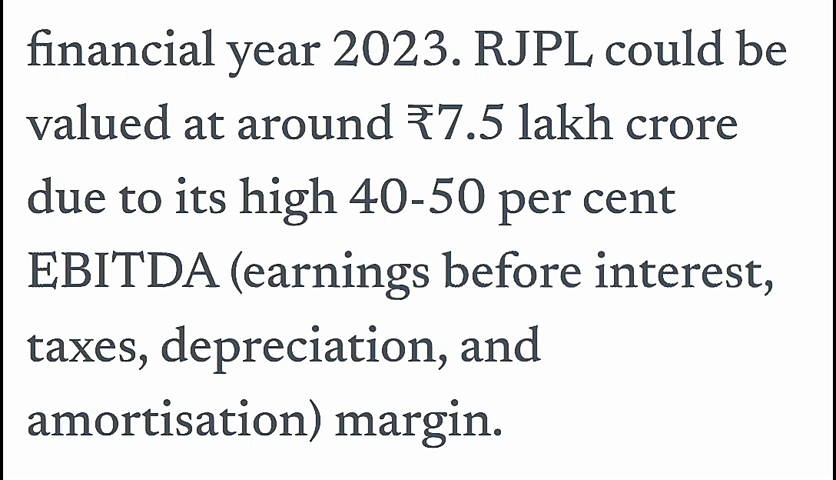 financial year 2023. RJPL could be
valued at around ₹7.5 lakh crore
due to its high 40-50 per cent
EBITDA (earnings before interest,
taxes, depreciation, and
amortisation) margin.